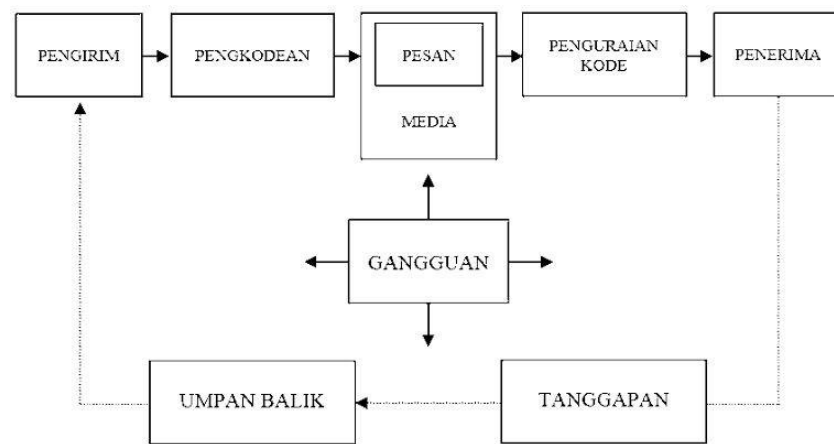 PENGIRIM
PENGKODEAN
PESAN
MEDIA
PENGURAIAN
KODE
PENERIMA
GANGGUAN
UMPAN BALIK
TANGGAPAN